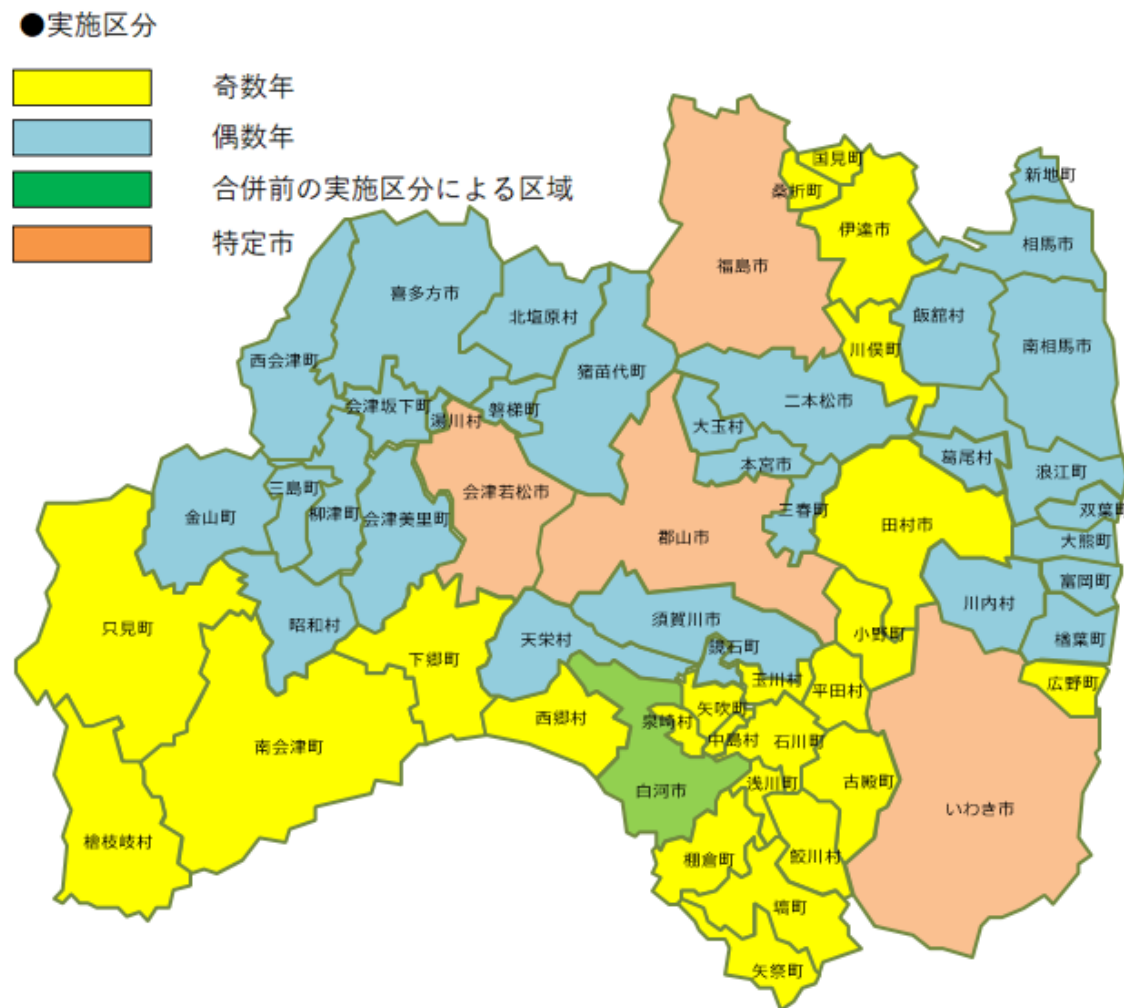 ●実施区分
奇数年
偶数年
合併前の実施区分による区域
特定市
国見町
桑折町
新地町
伊達市
相馬市
福島市
喜多方市
北塩原村
飯舘村
南相馬市
川俣町
西会津町
猪苗代町
会津坂下町
湯川村
磐梯町
二本松市
大玉村
本宮市
葛尾村
浪江町
三島町
会津若松市
金山町
柳津町
会津美里町
三春町
田村市
双葉町
郡山市
大熊町
富岡町
川内村
只見町
昭和村
天栄村
須賀川市
小野町
楢葉町
鏡石町
下郷町
玉川村
平田村
広野町
西郷村
泉崎村
矢吹町
中島村
石川町
南会津町
白河市
浅川町
古殿町
いわき市
檜枝岐村
棚倉町
鮫川村
塙町
矢祭町